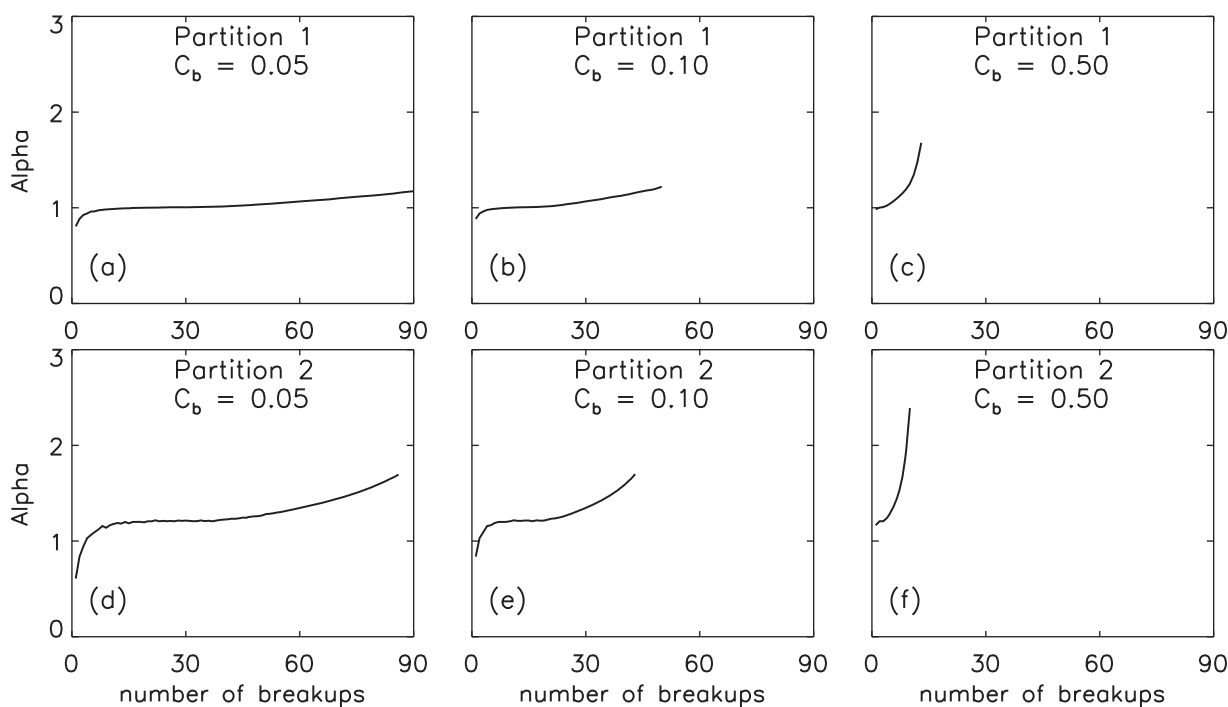 3
2
1
0
Alpha
Partition 1
C_b = 0.05
(a)
0 30 60 90
Partition 1
C_b = 0.10
(b)
0 30 60 90
Partition 1
C_b = 0.50
(c)
0 30 60 90
3
2
1
0
Alpha
Partition 2
C_b = 0.05
(d)
0 30 60 90
number of breakups
Partition 2
C_b = 0.10
(e)
0 30 60 90
number of breakups
Partition 2
C_b = 0.50
(f)
0 30 60 90
number of breakups